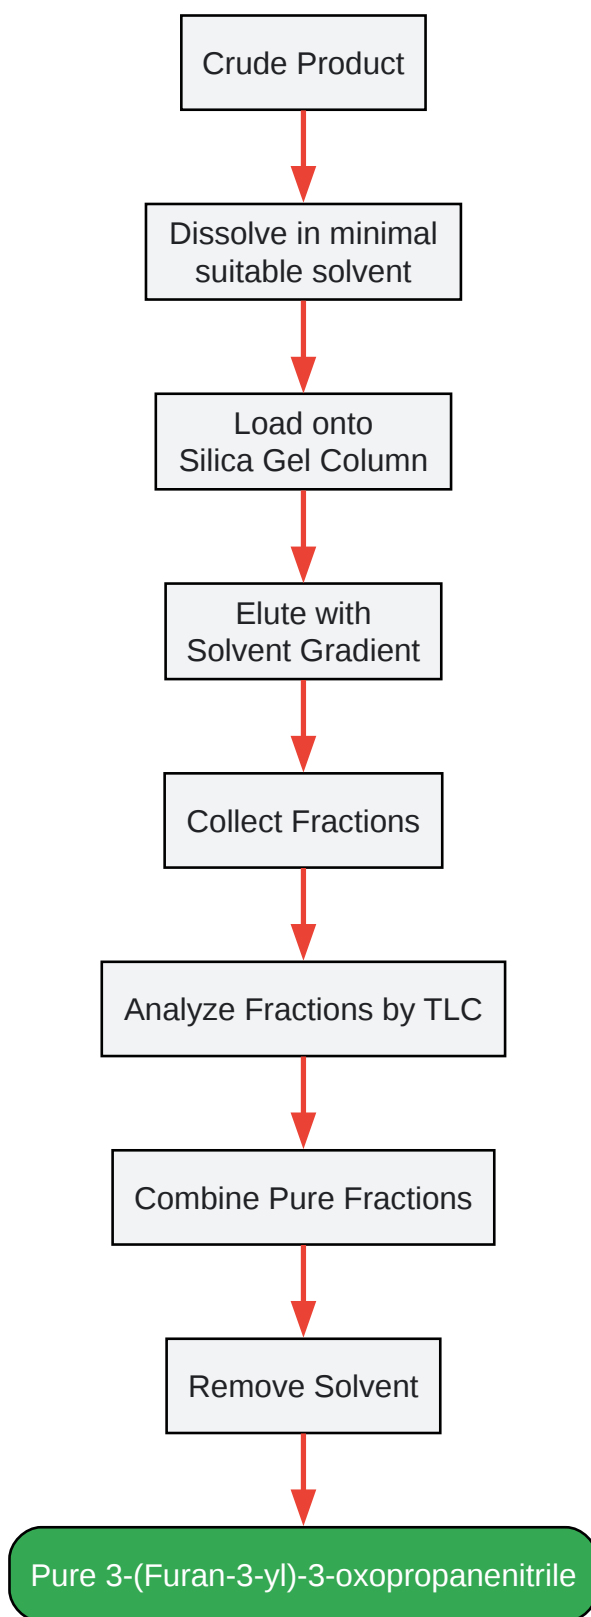 Crude Product
Dissolve in minimal
suitable solvent
Load onto
Silica Gel Column
Elute with
Solvent Gradient
Collect Fractions
Analyze Fractions by TLC
Combine Pure Fractions
Remove Solvent
Pure 3-(Furan-3-yl)-3-oxopropanenitrile